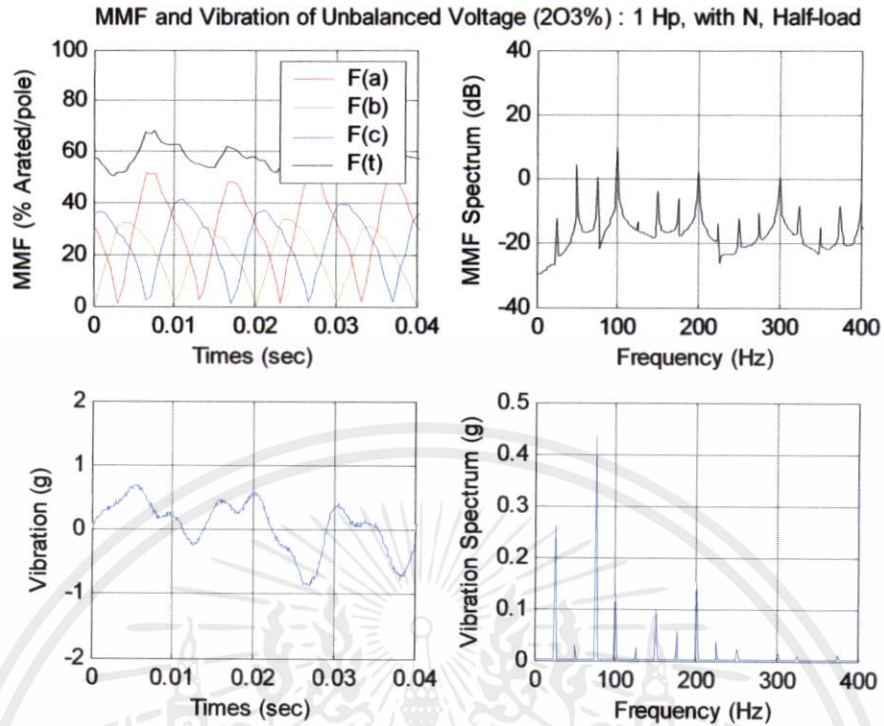 MMF and Vibration of Unbalanced Voltage (2O3%) : 1 Hp, with N, Half-load
MMF (% Arated/pole)
100
80
60
40
20
0
F(a)
F(b)
F(c)
F(t)
0 0.01 0.02 0.03 0.04
Times (sec)
MMF Spectrum (dB)
40
20
0
-20
-40
0 100 200 300 400
Frequency (Hz)
Vibration (g)
2
1
0
-1
-2
0 0.01 0.02 0.03 0.04
Times (sec)
Vibration Spectrum (g)
0.5
0.4
0.3
0.2
0.1
0
0 100 200 300 400
Frequency (Hz)